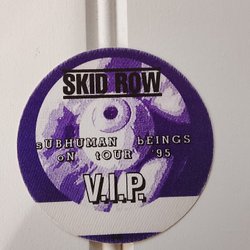 SKID ROW
sUBHUMAN bEINGS
oN tOUR '95
V.I.P.